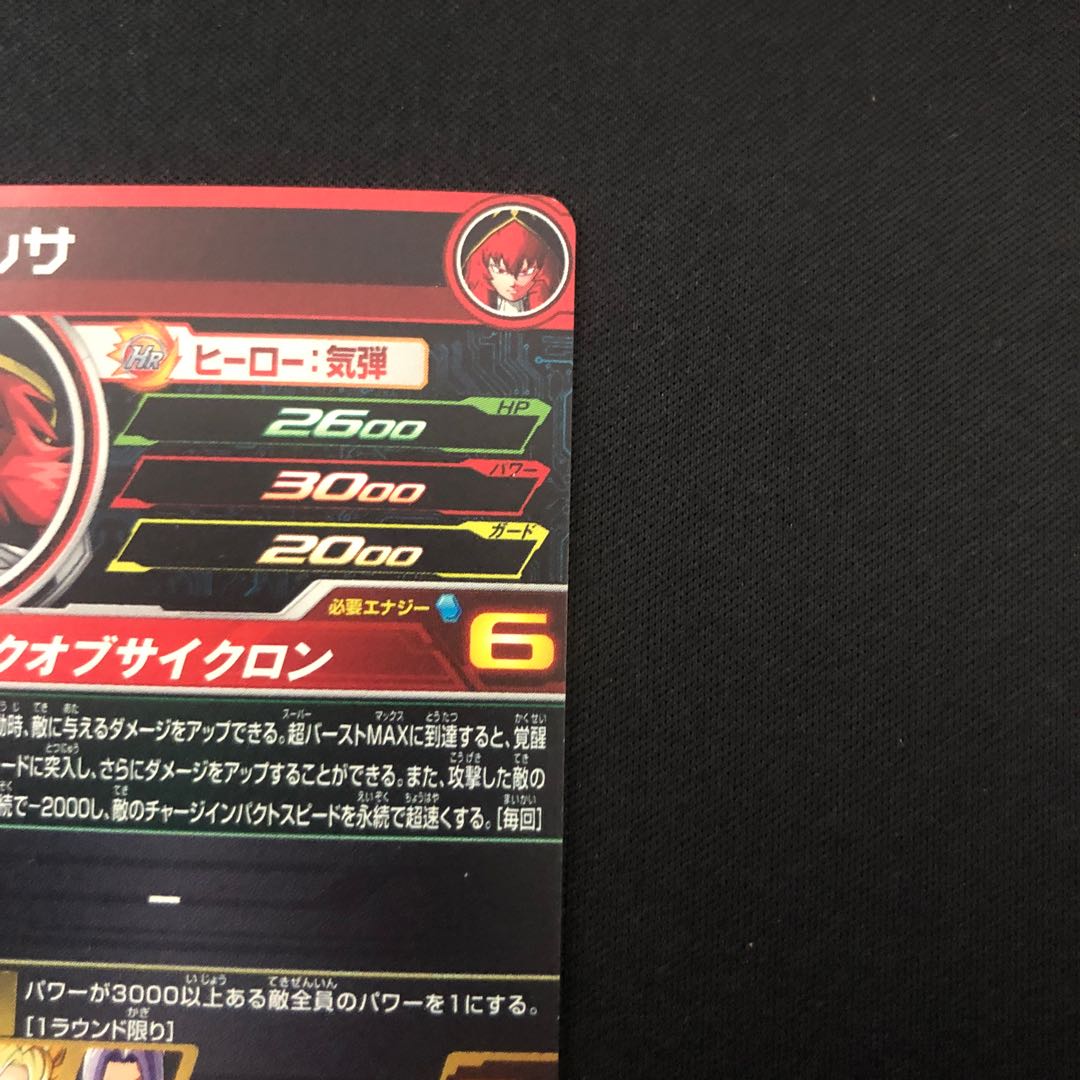 ンサ
HR ヒーロー:気弾
HP
2600
パワー
3000
ガード
2000
必要エナジー 6
クオブサイクロン
動時、敵に与えるダメージをアップできる。超バーストMAXに到達すると、覚醒
ードに突入し、さらにダメージをアップすることができる。また、攻撃した敵の
続で-2000し、敵のチャージインパクトスピードを永続で超速くする。[毎回]
-
パワーが3000以上ある敵全員のパワーを1にする。
[1ラウンド限り]